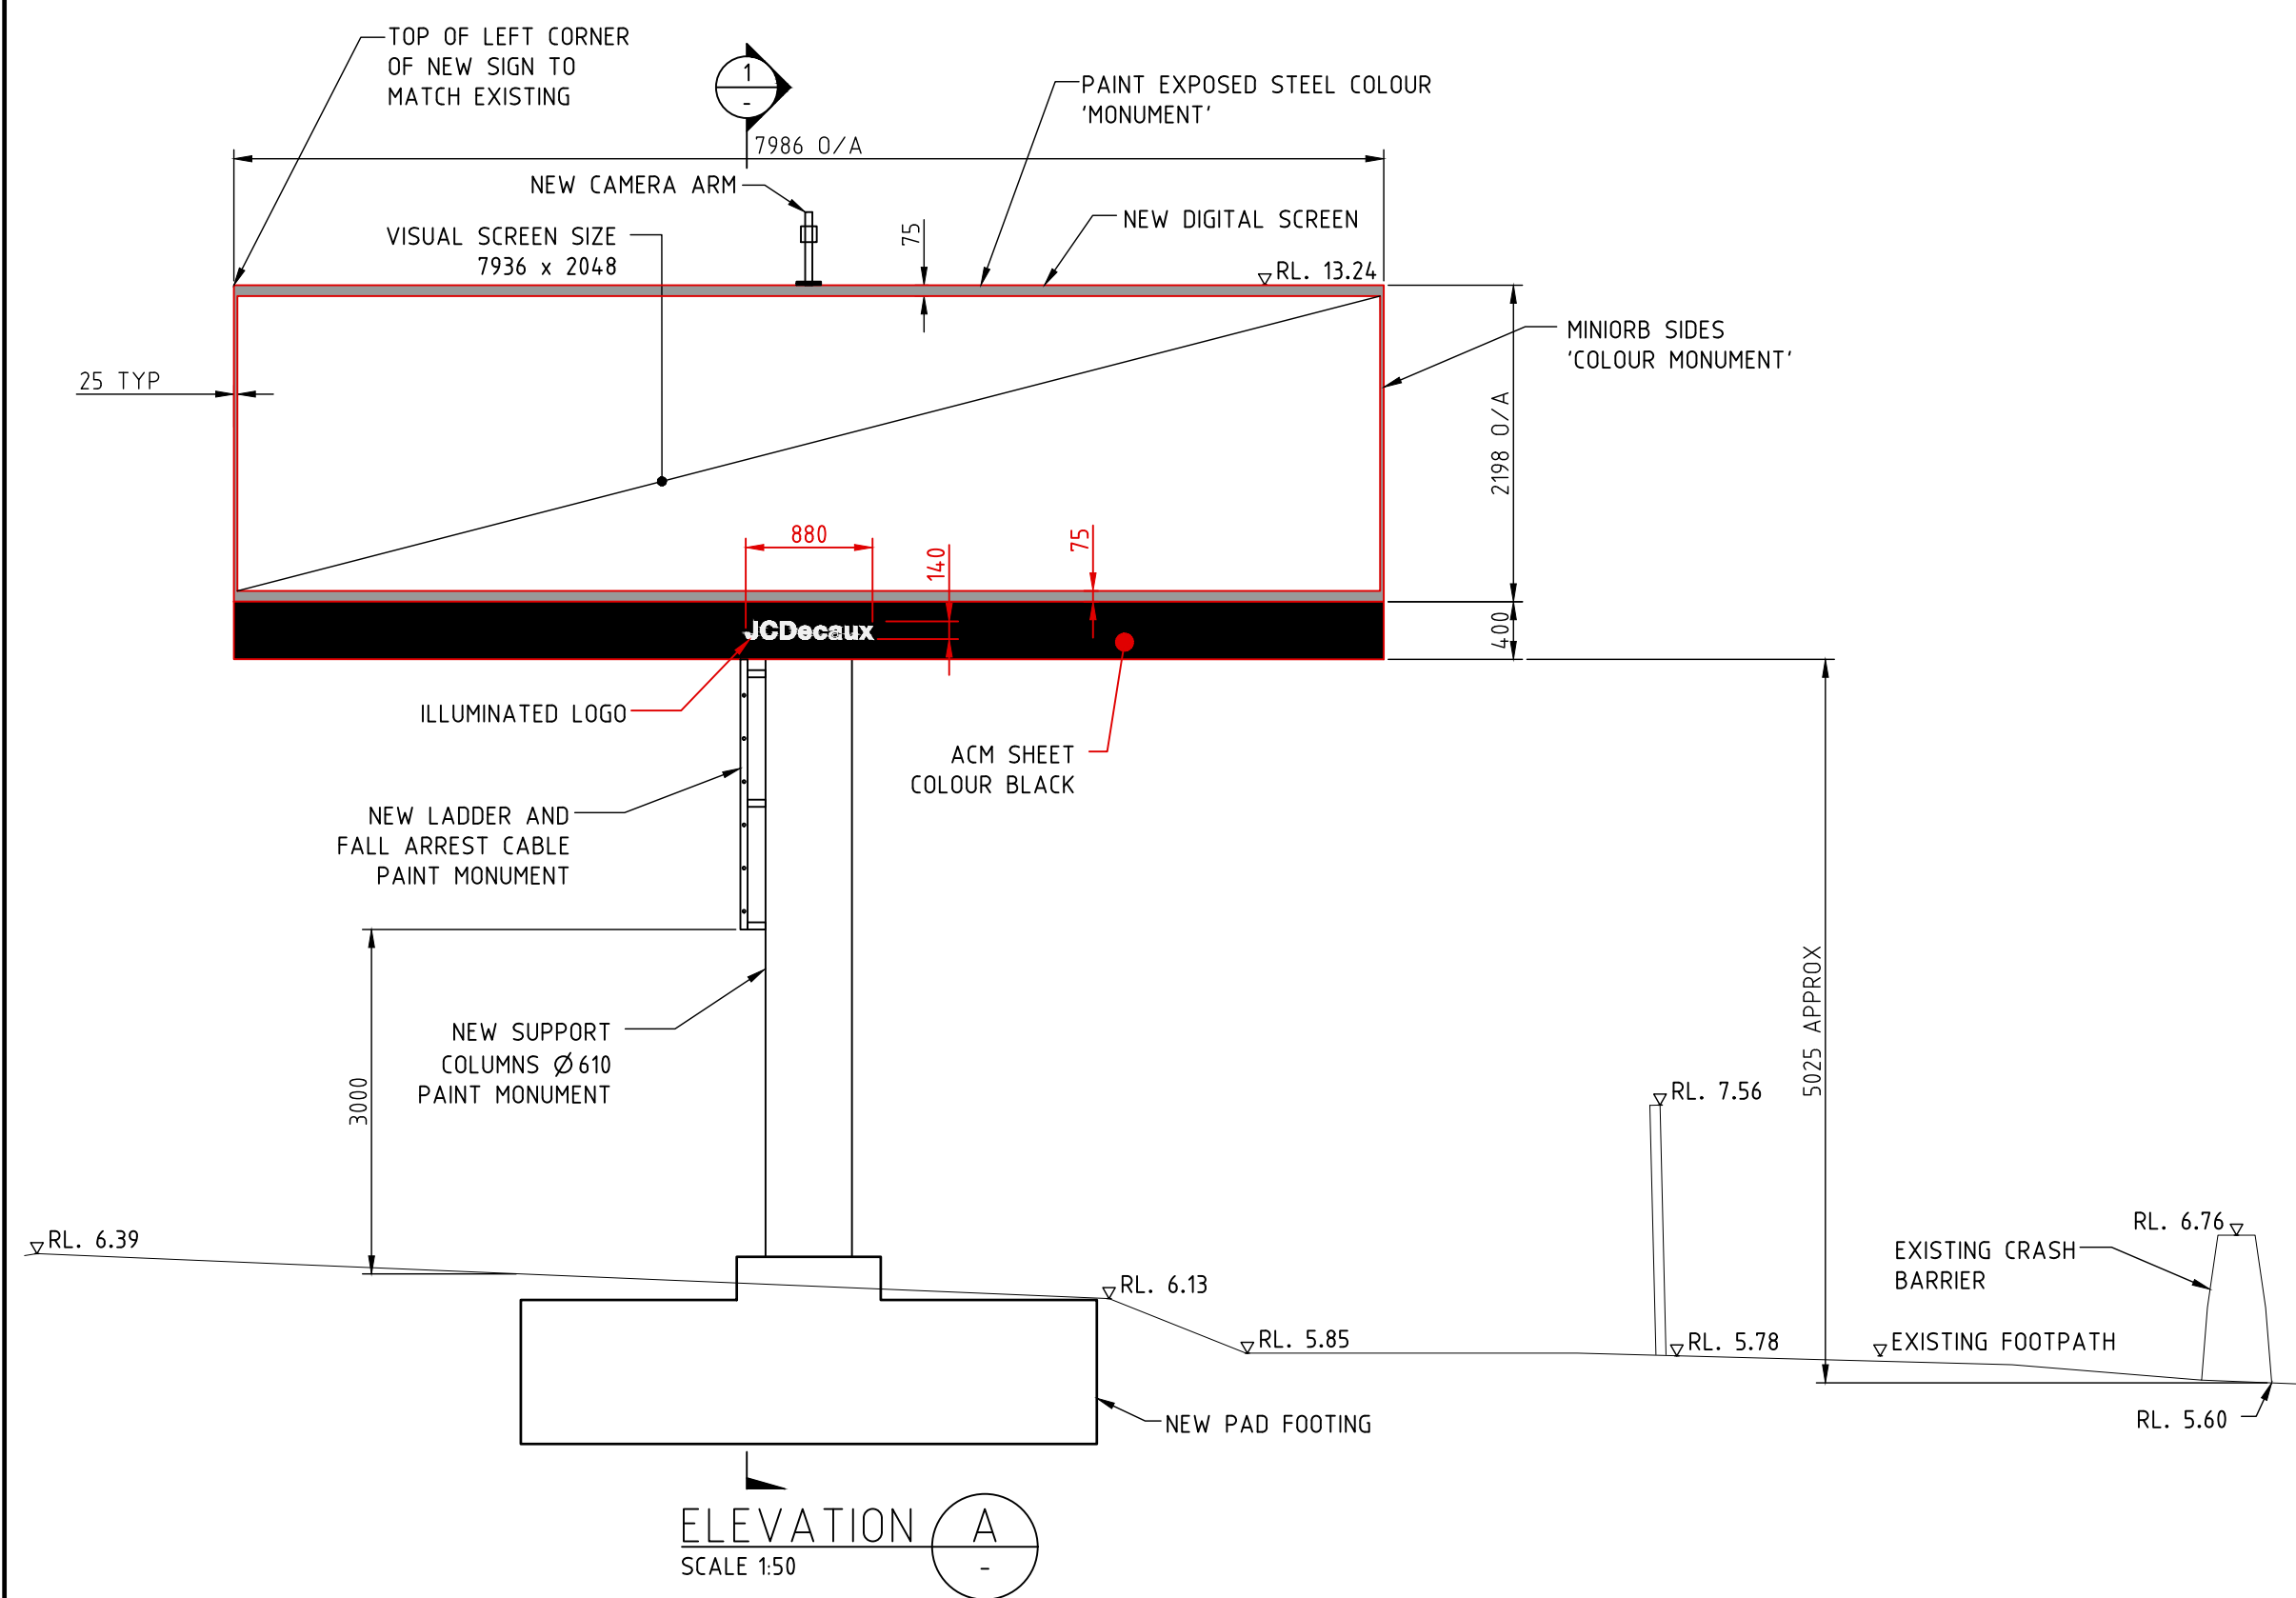 TOP OF LEFT CORNER
OF NEW SIGN TO
MATCH EXISTING
1
-
PAINT EXPOSED STEEL COLOUR
'MONUMENT'
7986 O/A
NEW CAMERA ARM
VISUAL SCREEN SIZE
7936 x 2048
75
NEW DIGITAL SCREEN
RL. 13.24
MINIORB SIDES
'COLOUR MONUMENT'
25 TYP
2198 O/A
880
140
75
JCDecaux
400
ILLUMINATED LOGO
ACM SHEET
COLOUR BLACK
NEW LADDER AND
FALL ARREST CABLE
PAINT MONUMENT
NEW SUPPORT
COLUMNS Ø610
PAINT MONUMENT
3000
5025 APPROX
RL. 7.56
RL. 6.39
RL. 6.13
RL. 5.85
RL. 5.78
EXISTING FOOTPATH
RL. 6.76
EXISTING CRASH
BARRIER
RL. 5.60
NEW PAD FOOTING
ELEVATION
SCALE 1:50
A
-